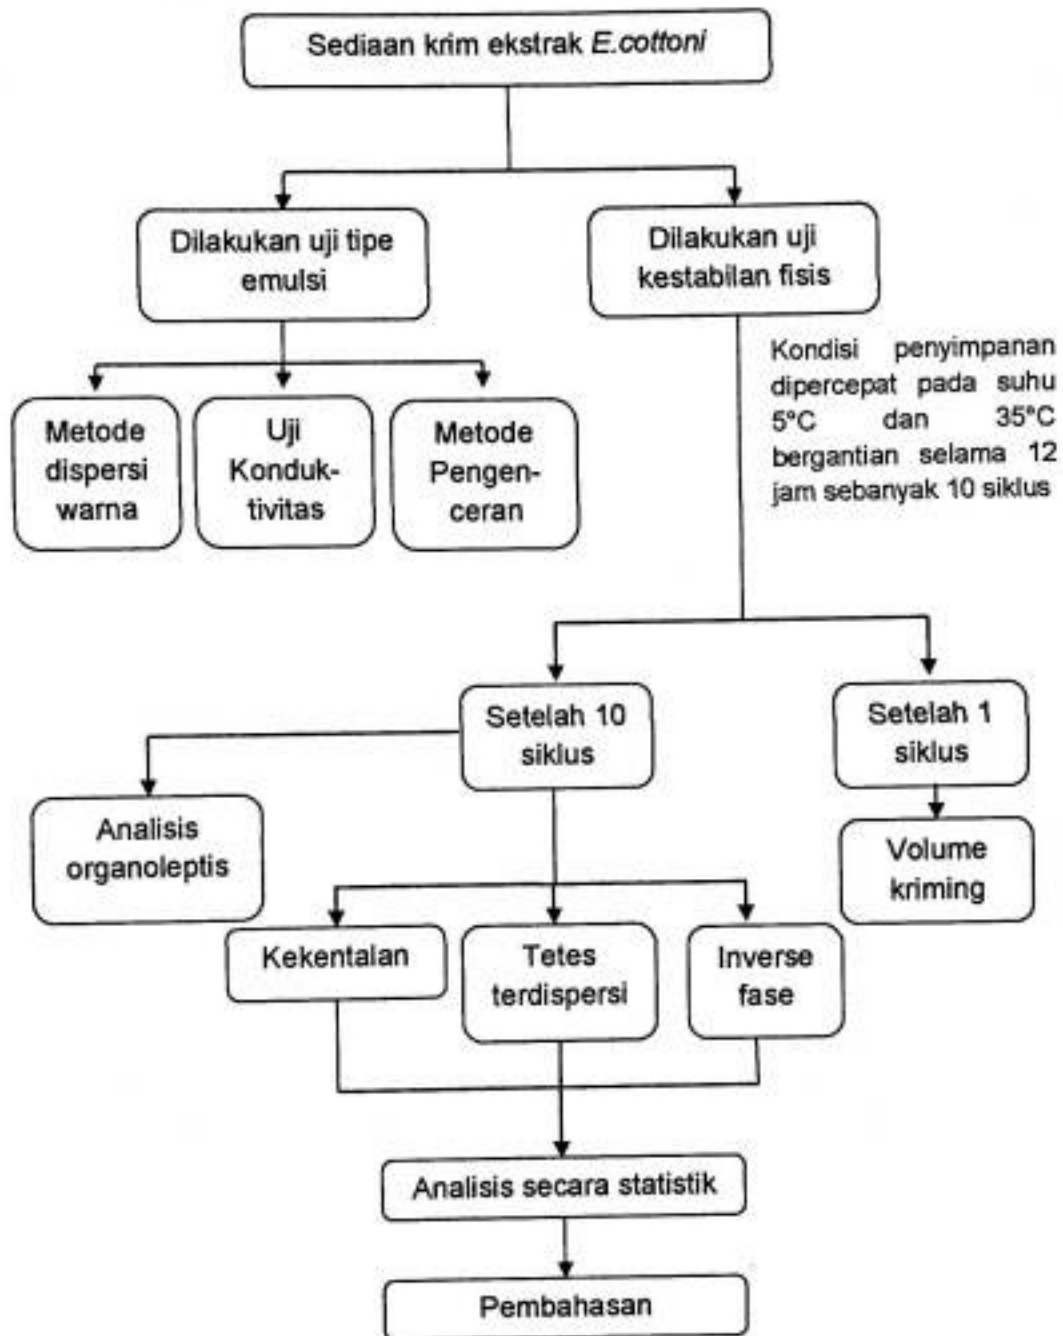 Sediaan krim ekstrak E.cottoni
Dilakukan uji tipe
emulsi
Dilakukan uji
kestabilan fisis
Kondisi penyimpanan
dipercepat pada suhu
5°C dan 35°C
bergantian selama 12
jam sebanyak 10 siklus
Metode
dispersi
warna
Uji
Konduk-
tivitas
Metode
Pengen-
ceran
Setelah 10
siklus
Setelah 1
siklus
Analisis
organoleptis
Volume
kriming
Kekentalan
Tetes
terdispersi
Inverse
fase
Analisis secara statistik
Pembahasan